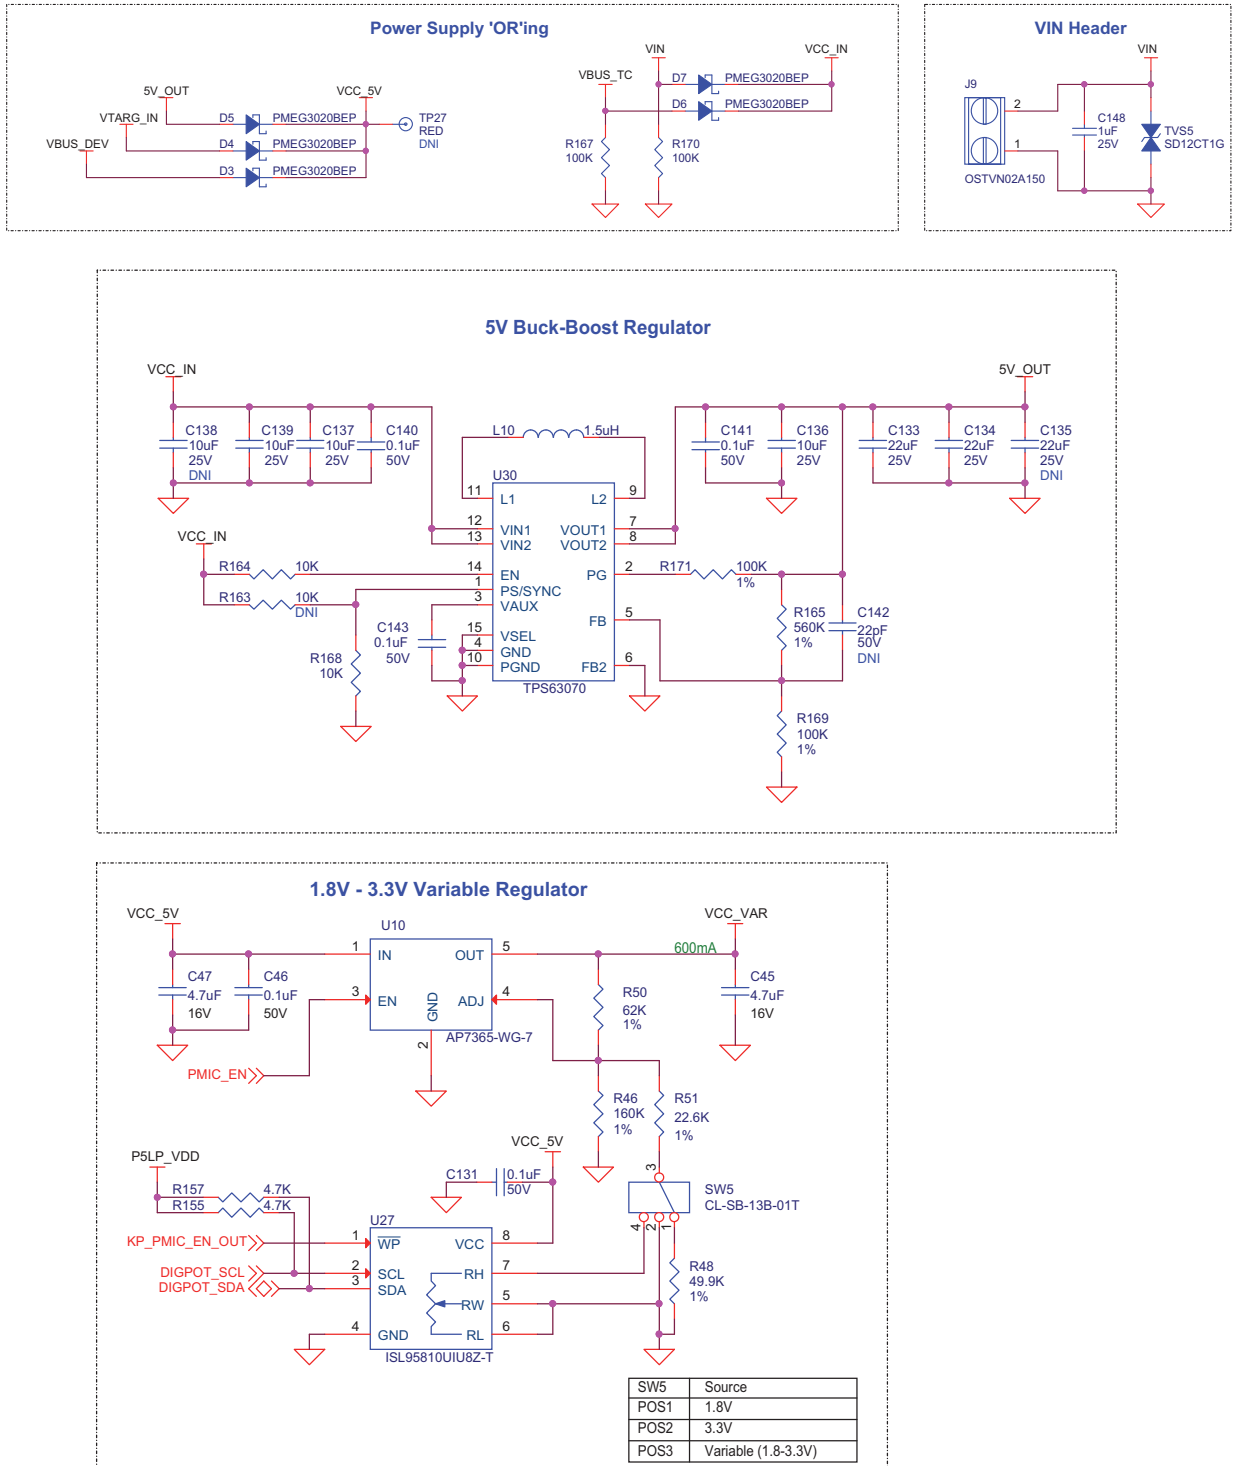 Power Supply 'OR'ing
5V_OUT
VTARG_IN
VBUS_DEV
VCC_5V
D5 PMEG3020BEP
D4 PMEG3020BEP
D3 PMEG3020BEP
TP27
RED
DNI
VBUS_TC
VIN
VCC_IN
D7 PMEG3020BEP
D6 PMEG3020BEP
R167
100K
R170
100K
VIN Header
VIN
J9
2
1
OSTVN02A150
C148
1uF
25V
TVS5
SD12CT1G
5V Buck-Boost Regulator
VCC_IN
C138
10uF
25V
DNI
C139
10uF
25V
C137
10uF
25V
C140
0.1uF
50V
VCC_IN
R164 10K
R163 10K
DNI
R168
10K
C143
0.1uF
50V
L10 1.5uH
U30
11 L1
12 VIN1
13 VIN2
14 EN
1 PS/SYNC
3 VAUX
15 VSEL
4 GND
10 PGND
L2 9
VOUT1 7
VOUT2 8
PG 2
FB 5
FB2 6
TPS63070
5V_OUT
C141
0.1uF
50V
C136
10uF
25V
C133
22uF
25V
C134
22uF
25V
C135
22uF
25V
DNI
R171 100K
1%
R165
560K
1%
C142
22pF
50V
DNI
R169
100K
1%
1.8V - 3.3V Variable Regulator
VCC_5V
C47
4.7uF
16V
C46
0.1uF
50V
PMIC_EN
U10
1 IN
3 EN
GND
2
OUT 5
ADJ 4
AP7365-WG-7
600mA
VCC_VAR
R50
62K
1%
C45
4.7uF
16V
R46
160K
1%
R51
22.6K
1%
P5LP_VDD
R157 4.7K
R155 4.7K
KP_PMIC_EN_OUT
DIGPOT_SCL
DIGPOT_SDA
C131 0.1uF
50V
VCC_5V
U27
1 WP
2 SCL
3 SDA
4 GND
VCC 8
RH 7
RW 5
RL 6
ISL95810UIU8Z-T
3
SW5
CL-SB-13B-01T
4 2 1
R48
49.9K
1%
SW5 Source
POS1 1.8V
POS2 3.3V
POS3 Variable (1.8-3.3V)